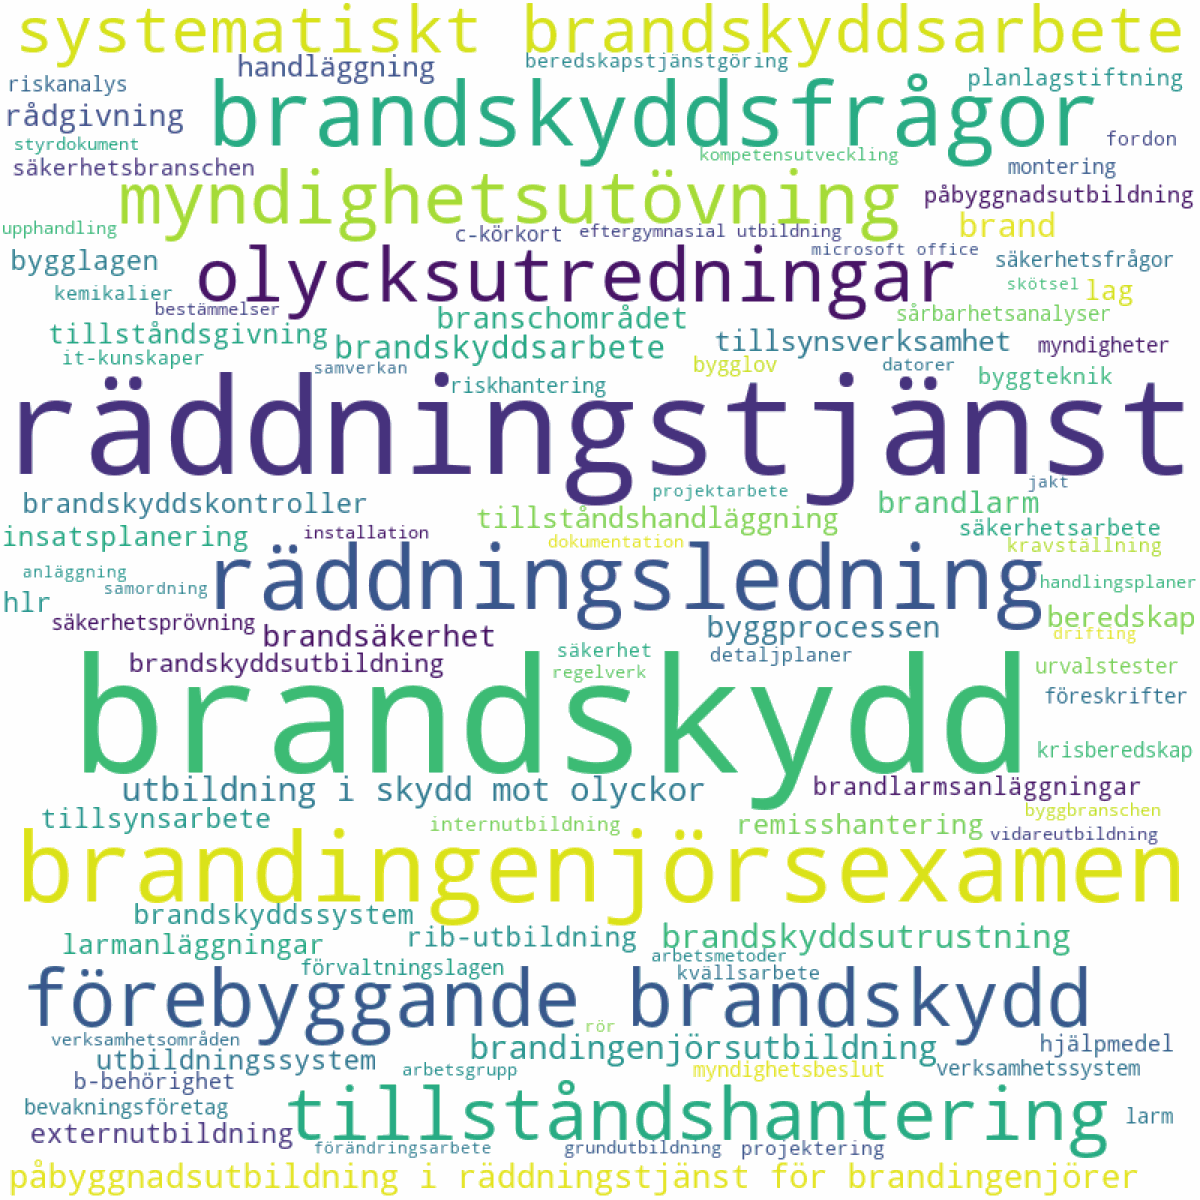 systematiskt brandskyddsarbete
handläggning
beredskapstjänstgöring
riskanalys
planlagstiftning
brandskyddsfrågor
rådgivning
styrdokument
fordon
säkerhetsbranschen
kompetensutveckling
montering
myndighetsutövning
påbyggnadsutbildning
upphandling
c-körkort
eftergymnasial utbildning
brand
microsoft office
bygglagen
olycksutredningar
säkerhetsfrågor
kemikalier
skötsel
lag
bestämmelser
branschområdet
sårbarhetsanalyser
tillståndsgivning
brandskyddsarbete
tillsynsverksamhet
myndigheter
it-kunskaper
samverkan
bygglov
datorer
riskhantering
byggteknik
räddningstjänst
jakt
projektarbete
brandskyddskontroller
brandlarm
tillståndshandläggning
säkerhetsarbete
insatsplanering
installation
dokumentation
kravställning
anläggning
räddningsledning
samordning
handlingsplaner
hlr
beredskap
säkerhetsprövning
brandsäkerhet
byggprocessen
drifting
säkerhet
detaljplaner
brandskyddsutbildning
regelverk
urvalstester
föreskrifter
brandskydd
krisberedskap
utbildning i skydd mot olyckor
brandlarmsanläggningar
byggbranschen
tillsynsarbete
internutbildning
remisshantering
vidareutbildning
brandingenjörsexamen
brandskyddssystem
larmanläggningar
rib-utbildning
brandskyddsutrustning
arbetsmetoder
förvaltningslagen
kvällsarbete
förebyggande brandskydd
rör
verksamhetsområden
brandingenjörsutbildning
hjälpmedel
utbildningssystem
arbetsgrupp
myndighetsbeslut
verksamhetssystem
b-behörighet
bevakningsföretag
tillståndshantering
larm
externutbildning
förändringsarbete
grundutbildning
projektering
påbyggnadsutbildning i räddningstjänst för brandingenjörer